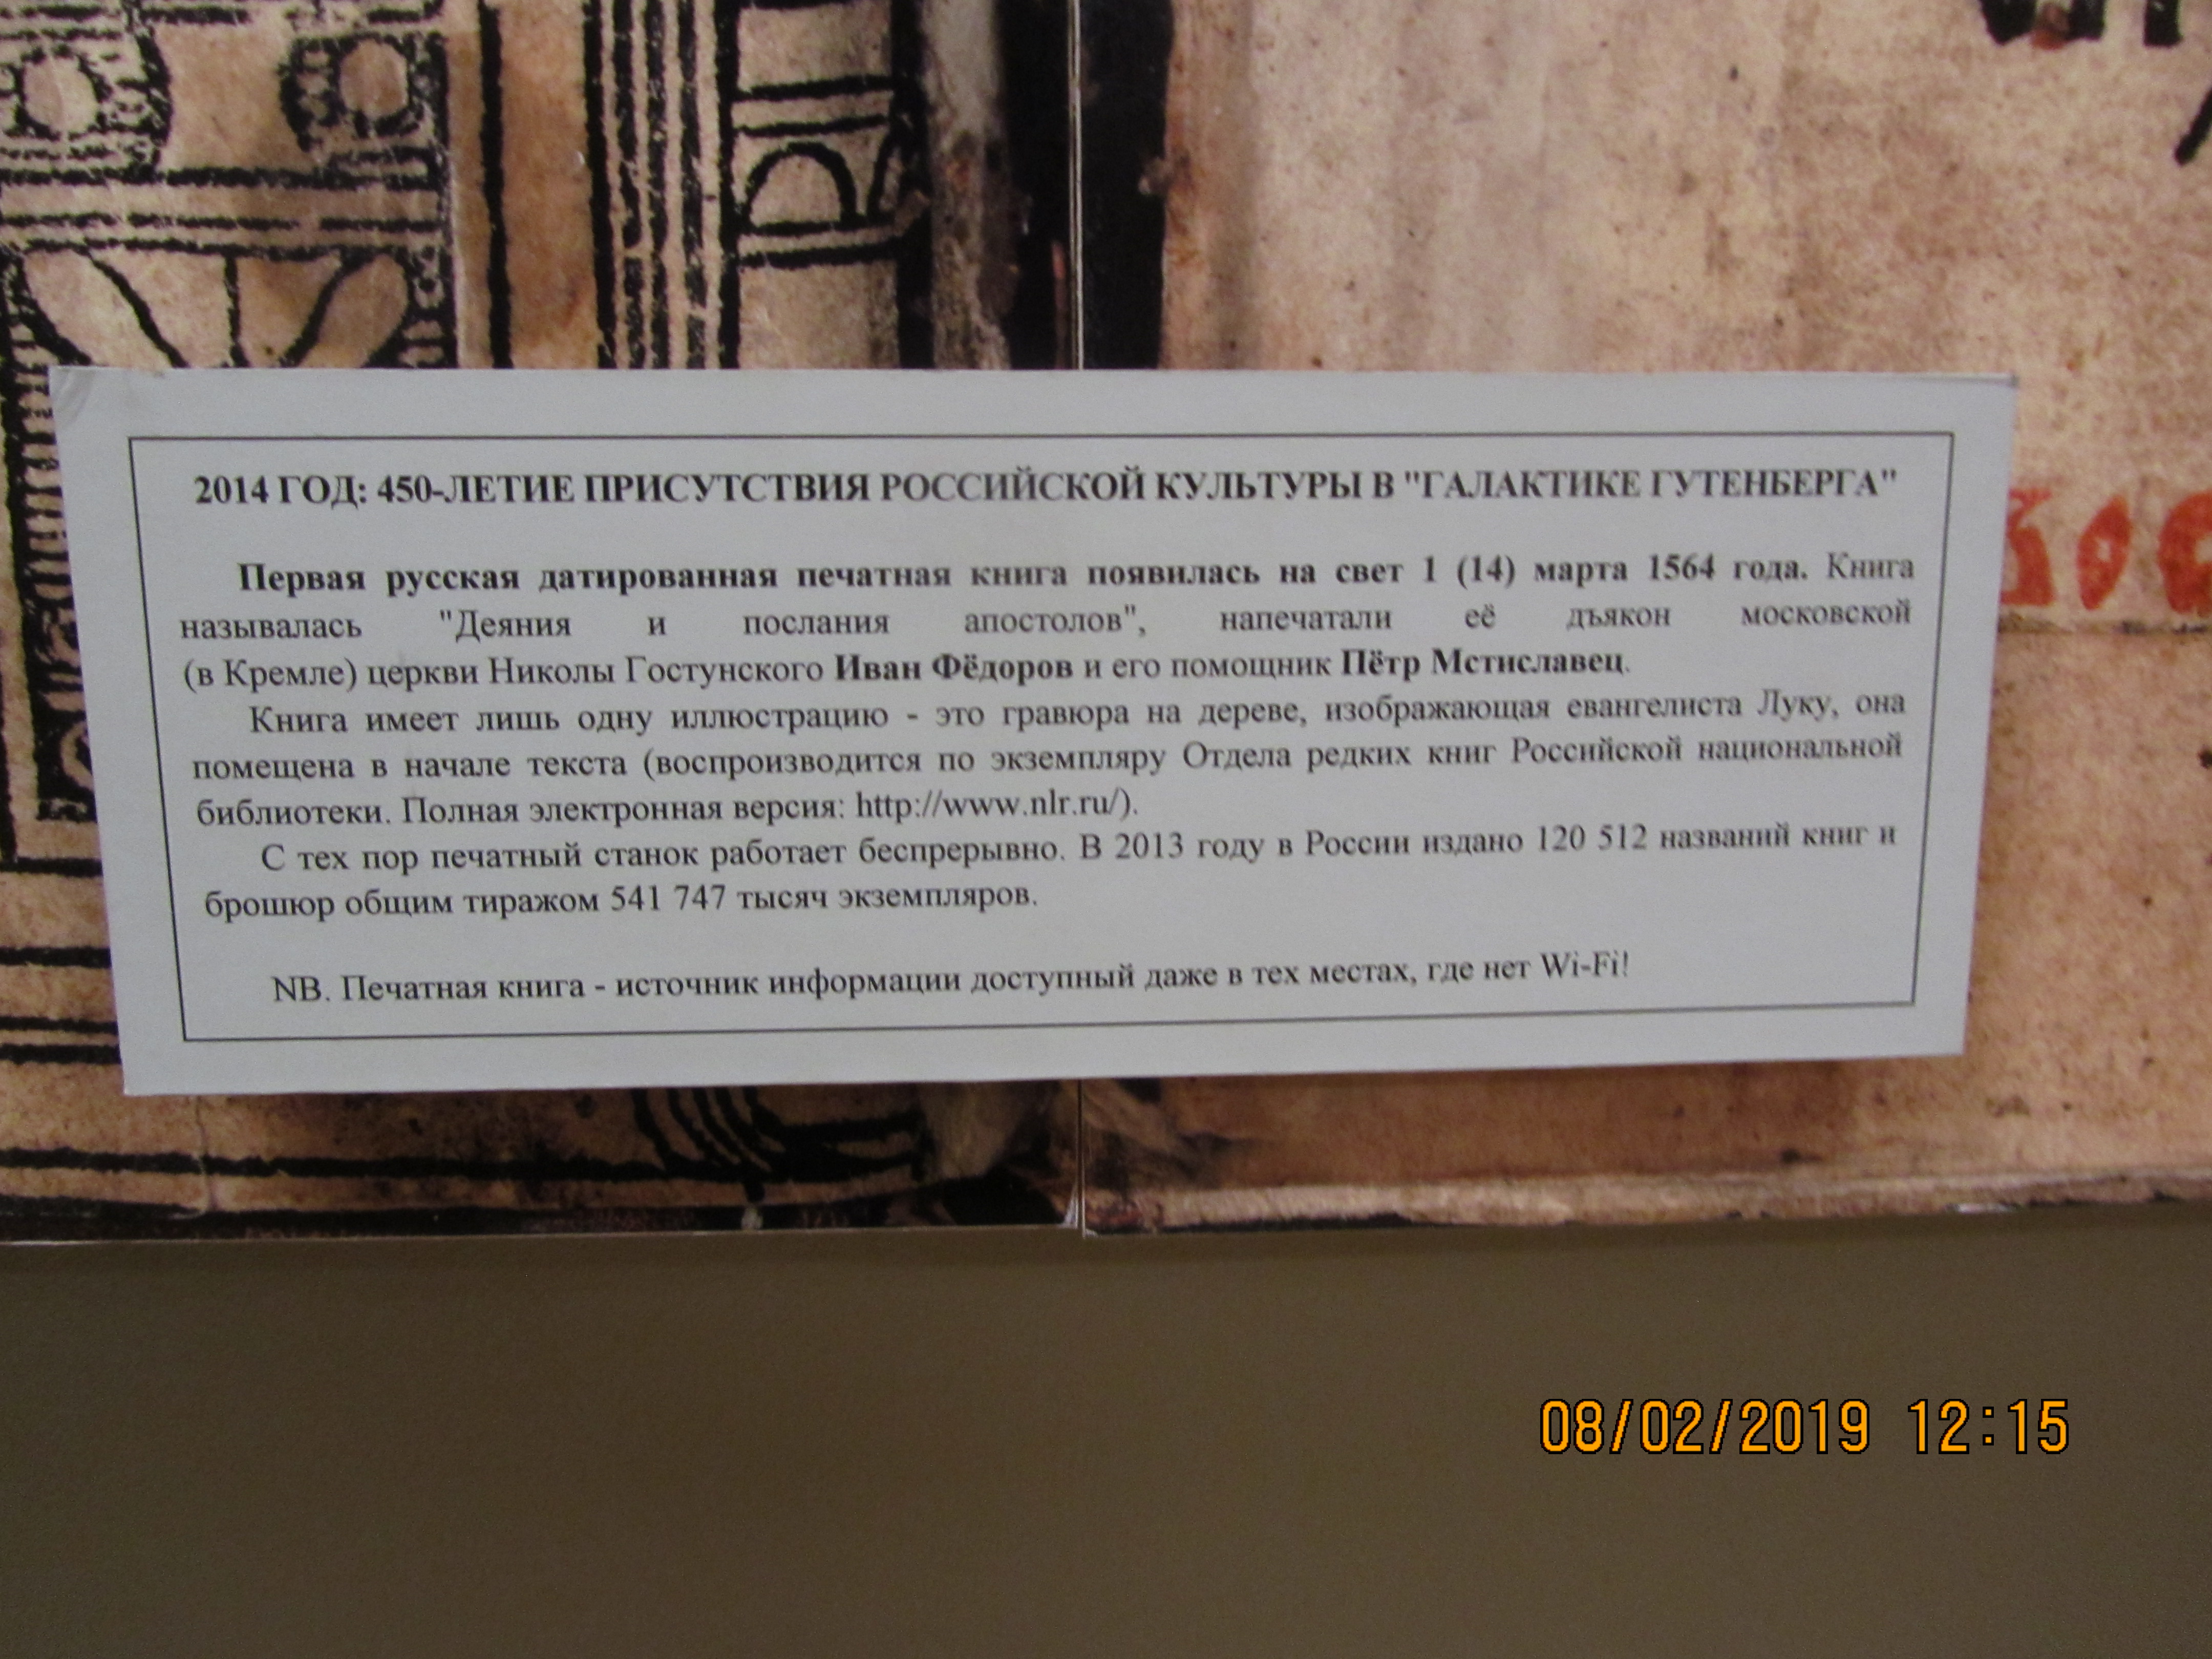 2014 ГОД: 450-ЛЕТИЕ ПРИСУТСТВИЯ РОССИЙСКОЙ КУЛЬТУРЫ В "ГАЛАКТИКЕ ГУТЕНБЕРГА"
Первая русская датированная печатная книга появилась на свет 1 (14) марта 1564 года. Книга
называлась "Деяния и послания апостолов", напечатали её дъякон московской
(в Кремле) церкви Николы Гостунского Иван Фёдоров и его помощник Пётр Мстиславец.
Книга имеет лишь одну иллюстрацию - это гравюра на дереве, изображающая евангелиста Луку, она
помещена в начале текста (воспроизводится по экземпляру Отдела редких книг Российской национальной
библиотеки. Полная электронная версия: http://www.nlr.ru/).
С тех пор печатный станок работает беспрерывно. В 2013 году в России издано 120 512 названий книг и
брошюр общим тиражом 541 747 тысяч экземпляров.
NB. Печатная книга - источник информации доступный даже в тех местах, где нет Wi-Fi!
08/02/2019 12:15